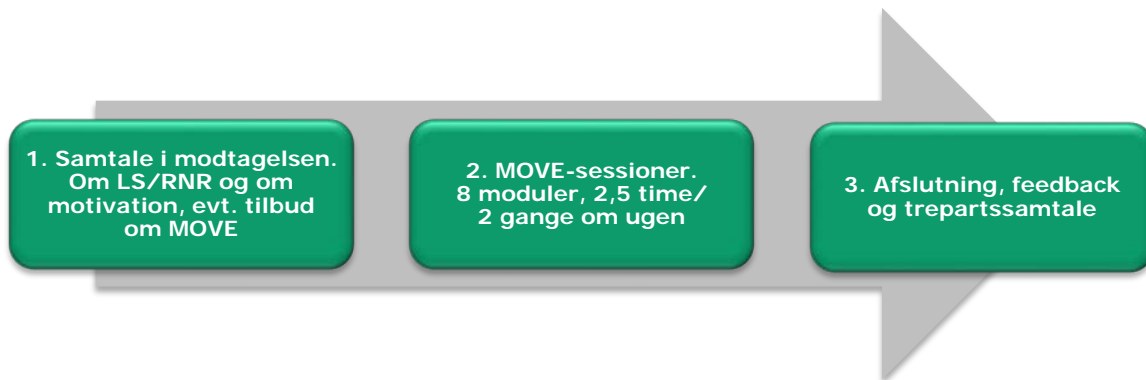 1. Samtale i modtagelsen.
Om LS/RNR og om
motivation, evt. tilbud
om MOVE
2. MOVE-sessioner.
8 moduler, 2,5 time/
2 gange om ugen
3. Afslutning, feedback
og trepartssamtale